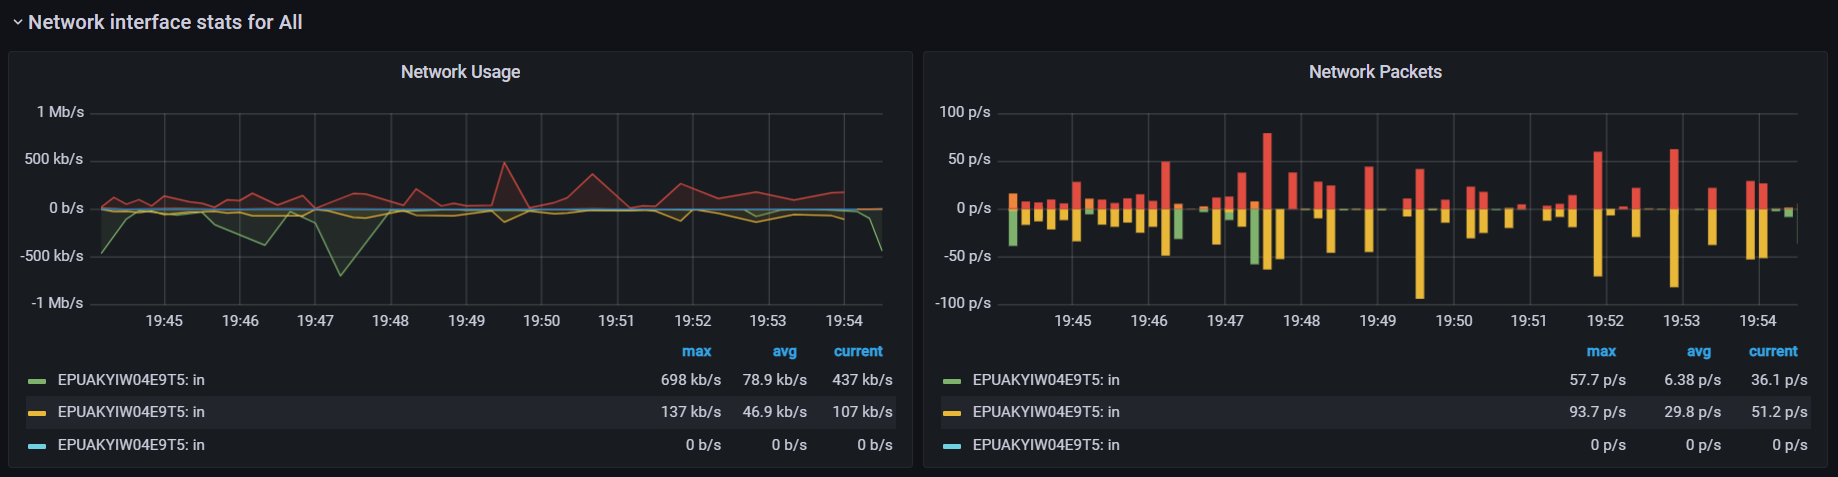 Network interface stats for All
Network Usage
1 Mb/s
500 kb/s
0 b/s
-500 kb/s
-1 Mb/s
19:45 19:46 19:47 19:48 19:49 19:50 19:51 19:52 19:53 19:54
max avg current
EPUAKYIW04E9T5: in 698 kb/s 78.9 kb/s 437 kb/s
EPUAKYIW04E9T5: in 137 kb/s 46.9 kb/s 107 kb/s
EPUAKYIW04E9T5: in 0 b/s 0 b/s 0 b/s
Network Packets
100 p/s
50 p/s
0 p/s
-50 p/s
-100 p/s
19:45 19:46 19:47 19:48 19:49 19:50 19:51 19:52 19:53 19:54
max avg current
EPUAKYIW04E9T5: in 57.7 p/s 6.38 p/s 36.1 p/s
EPUAKYIW04E9T5: in 93.7 p/s 29.8 p/s 51.2 p/s
EPUAKYIW04E9T5: in 0 p/s 0 p/s 0 p/s